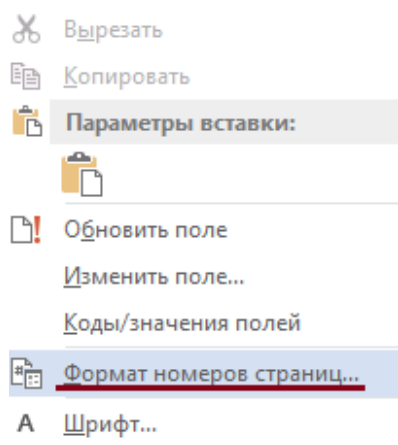 Вырезать
Копировать
Параметры вставки:
Обновить поле
Изменить поле...
Коды/значения полей
Формат номеров страниц...
Шрифт...